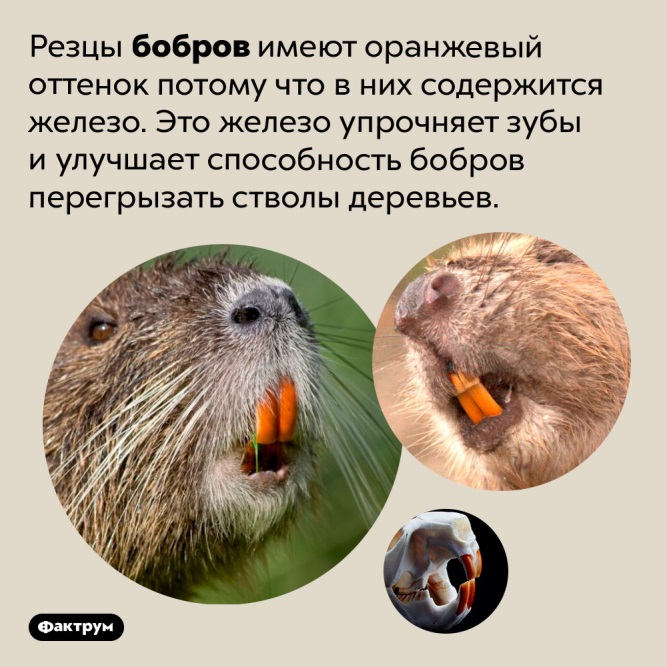 Резцы бобров имеют оранжевый
оттенок потому что в них содержится
железо. Это железо упрочняет зубы
и улучшает способность бобров
перегрызать стволы деревьев.
Фактрум